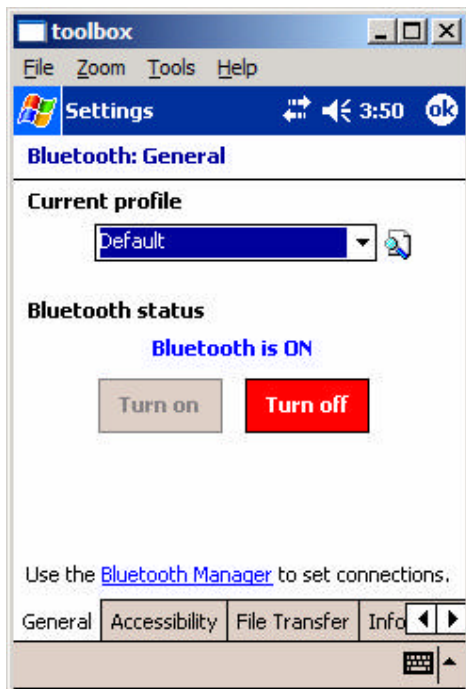 toolbox
File Zoom Tools Help
Settings 3:50 ok
Bluetooth: General
Current profile
Default
Bluetooth status
Bluetooth is ON
Turn on Turn off
Use the Bluetooth Manager to set connections.
General Accessibility File Transfer Info